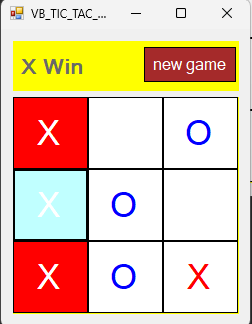 VB_TIC_TAC_...
X Win
new game
X O
X O
X O X